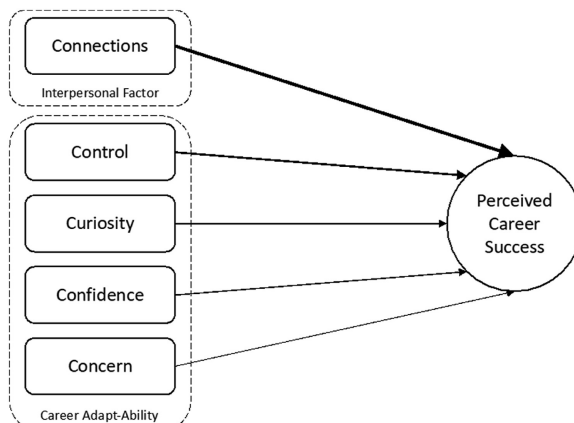 Connections
Interpersonal Factor
Control
Curiosity
Confidence
Concern
Career Adapt-Ability
Perceived
Career
Success